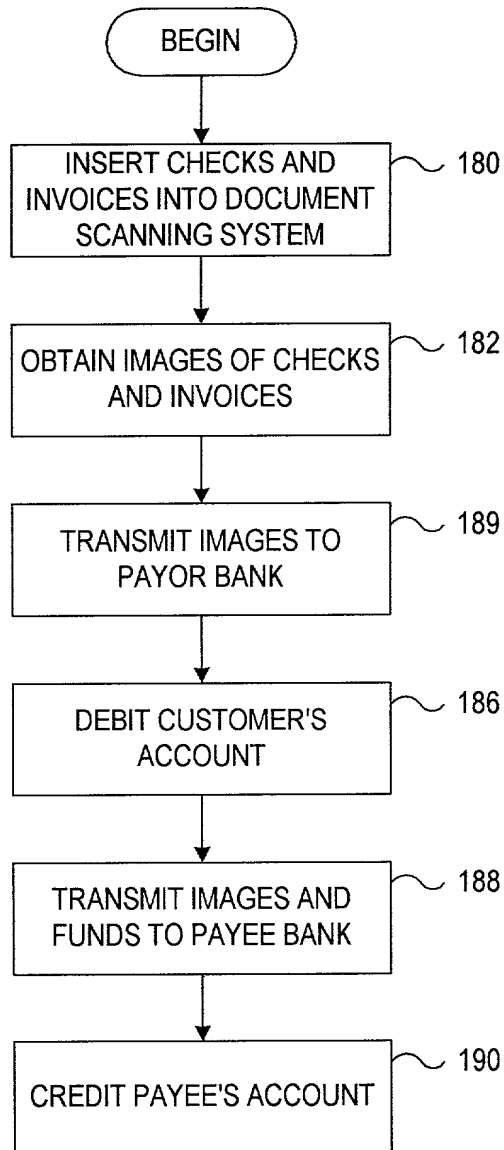 BEGIN
INSERT CHECKS AND
INVOICES INTO DOCUMENT
SCANNING SYSTEM
180
OBTAIN IMAGES OF CHECKS
AND INVOICES
182
TRANSMIT IMAGES TO
PAYOR BANK
189
DEBIT CUSTOMER'S
ACCOUNT
186
TRANSMIT IMAGES AND
FUNDS TO PAYEE BANK
188
CREDIT PAYEE'S ACCOUNT
190